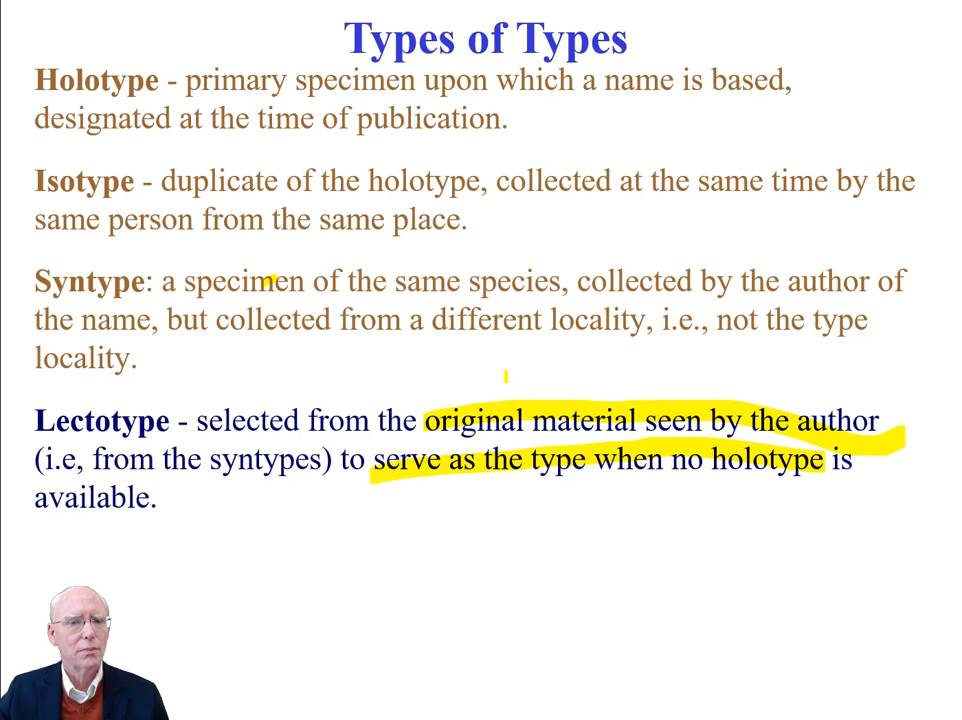 Types of Types
Holotype - primary specimen upon which a name is based,
designated at the time of publication.
Isotype - duplicate of the holotype, collected at the same time by the
same person from the same place.
Syntype: a specimen of the same species, collected by the author of
the name, but collected from a different locality, i.e., not the type
locality.
Lectotype - selected from the original material seen by the author
(i.e, from the syntypes) to serve as the type when no holotype is
available.